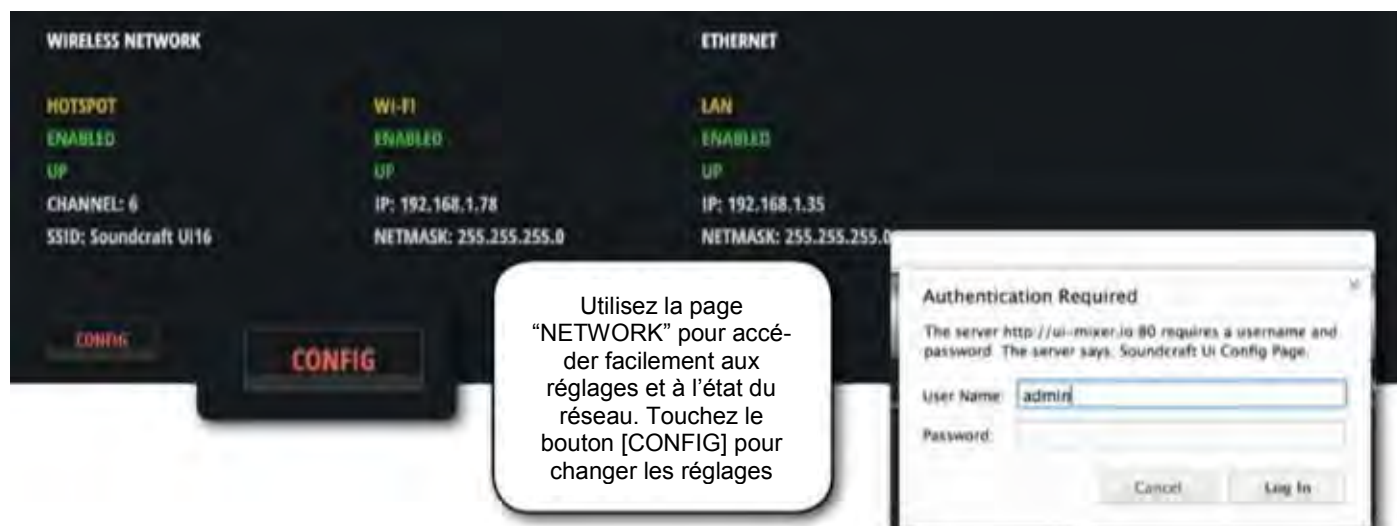 WIRELESS NETWORK
ETHERNET
HOTSPOT
WI-FI
LAN
ENABLED
ENABLED
ENABLED
UP
UP
UP
CHANNEL: 6
IP: 192.168.1.78
IP: 192.168.1.35
SSID: Soundcraft Ui16
NETMASK: 255.255.255.0
NETMASK: 255.255.255.0
CONFIG
CONFIG
Utilisez la page
“NETWORK” pour accé-
der facilement aux
réglages et à l’état du
réseau. Touchez le
bouton [CONFIG] pour
changer les réglages
Authentication Required
The server http://ui-mixer.io:80 requires a username and
password. The server says: Soundcraft Ui Config Page.
User Name:
admin
Password:
Cancel
Log In